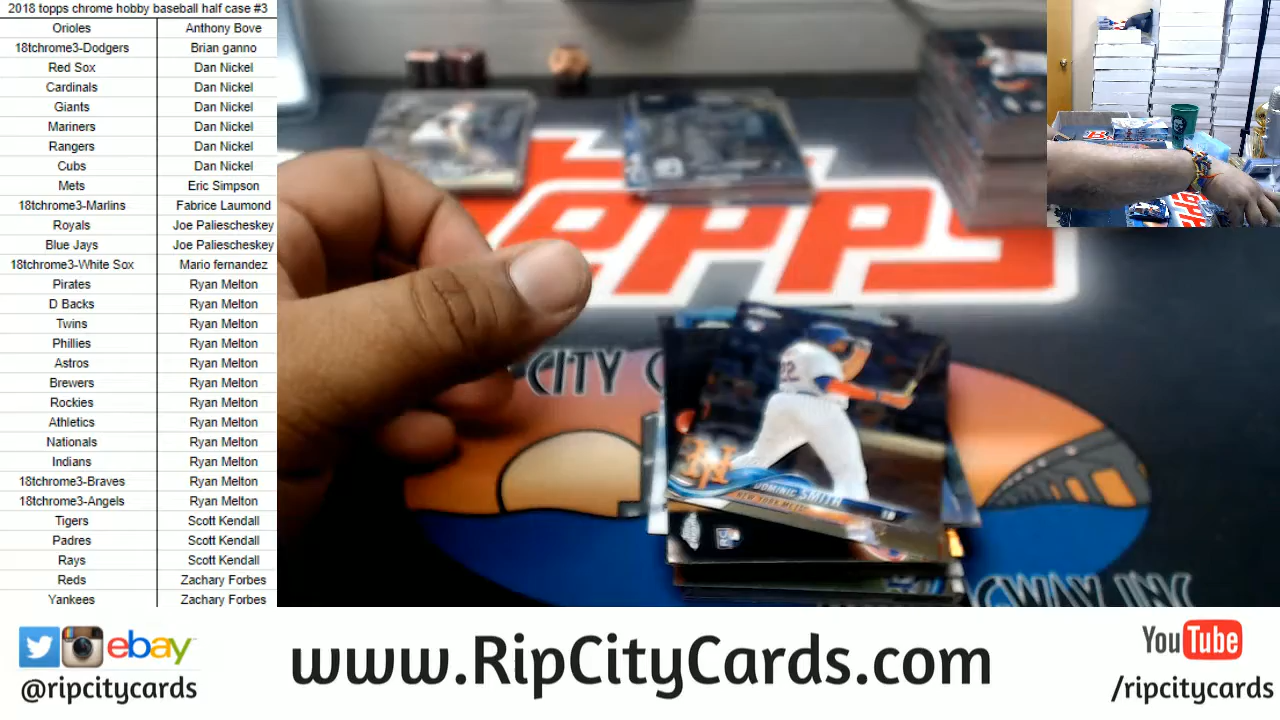 2018 topps chrome hobby baseball half case #3
Orioles Anthony Bove
18tchrome3-Dodgers Brian ganno
Red Sox Dan Nickel
Cardinals Dan Nickel
Giants Dan Nickel
Mariners Dan Nickel
Rangers Dan Nickel
Cubs Dan Nickel
Mets Eric Simpson
18tchrome3-Marlins Fabrice Laumond
Royals Joe Paliescheskey
Blue Jays Joe Paliescheskey
18tchrome3-White Sox Mario fernandez
Pirates Ryan Melton
D Backs Ryan Melton
Twins Ryan Melton
Phillies Ryan Melton
Astros Ryan Melton
Brewers Ryan Melton
Rockies Ryan Melton
Athletics Ryan Melton
Nationals Ryan Melton
Indians Ryan Melton
18tchrome3-Braves Ryan Melton
18tchrome3-Angels Ryan Melton
Tigers Scott Kendall
Padres Scott Kendall
Rays Scott Kendall
Reds Zachary Forbes
Yankees Zachary Forbes
TOPPS
CITY
DOMINIC SMITH
NEW YORK METS
1B
RC
WAY INC
ebay
@ripcitycards
www.RipCityCards.com
YouTube
/ripcitycards